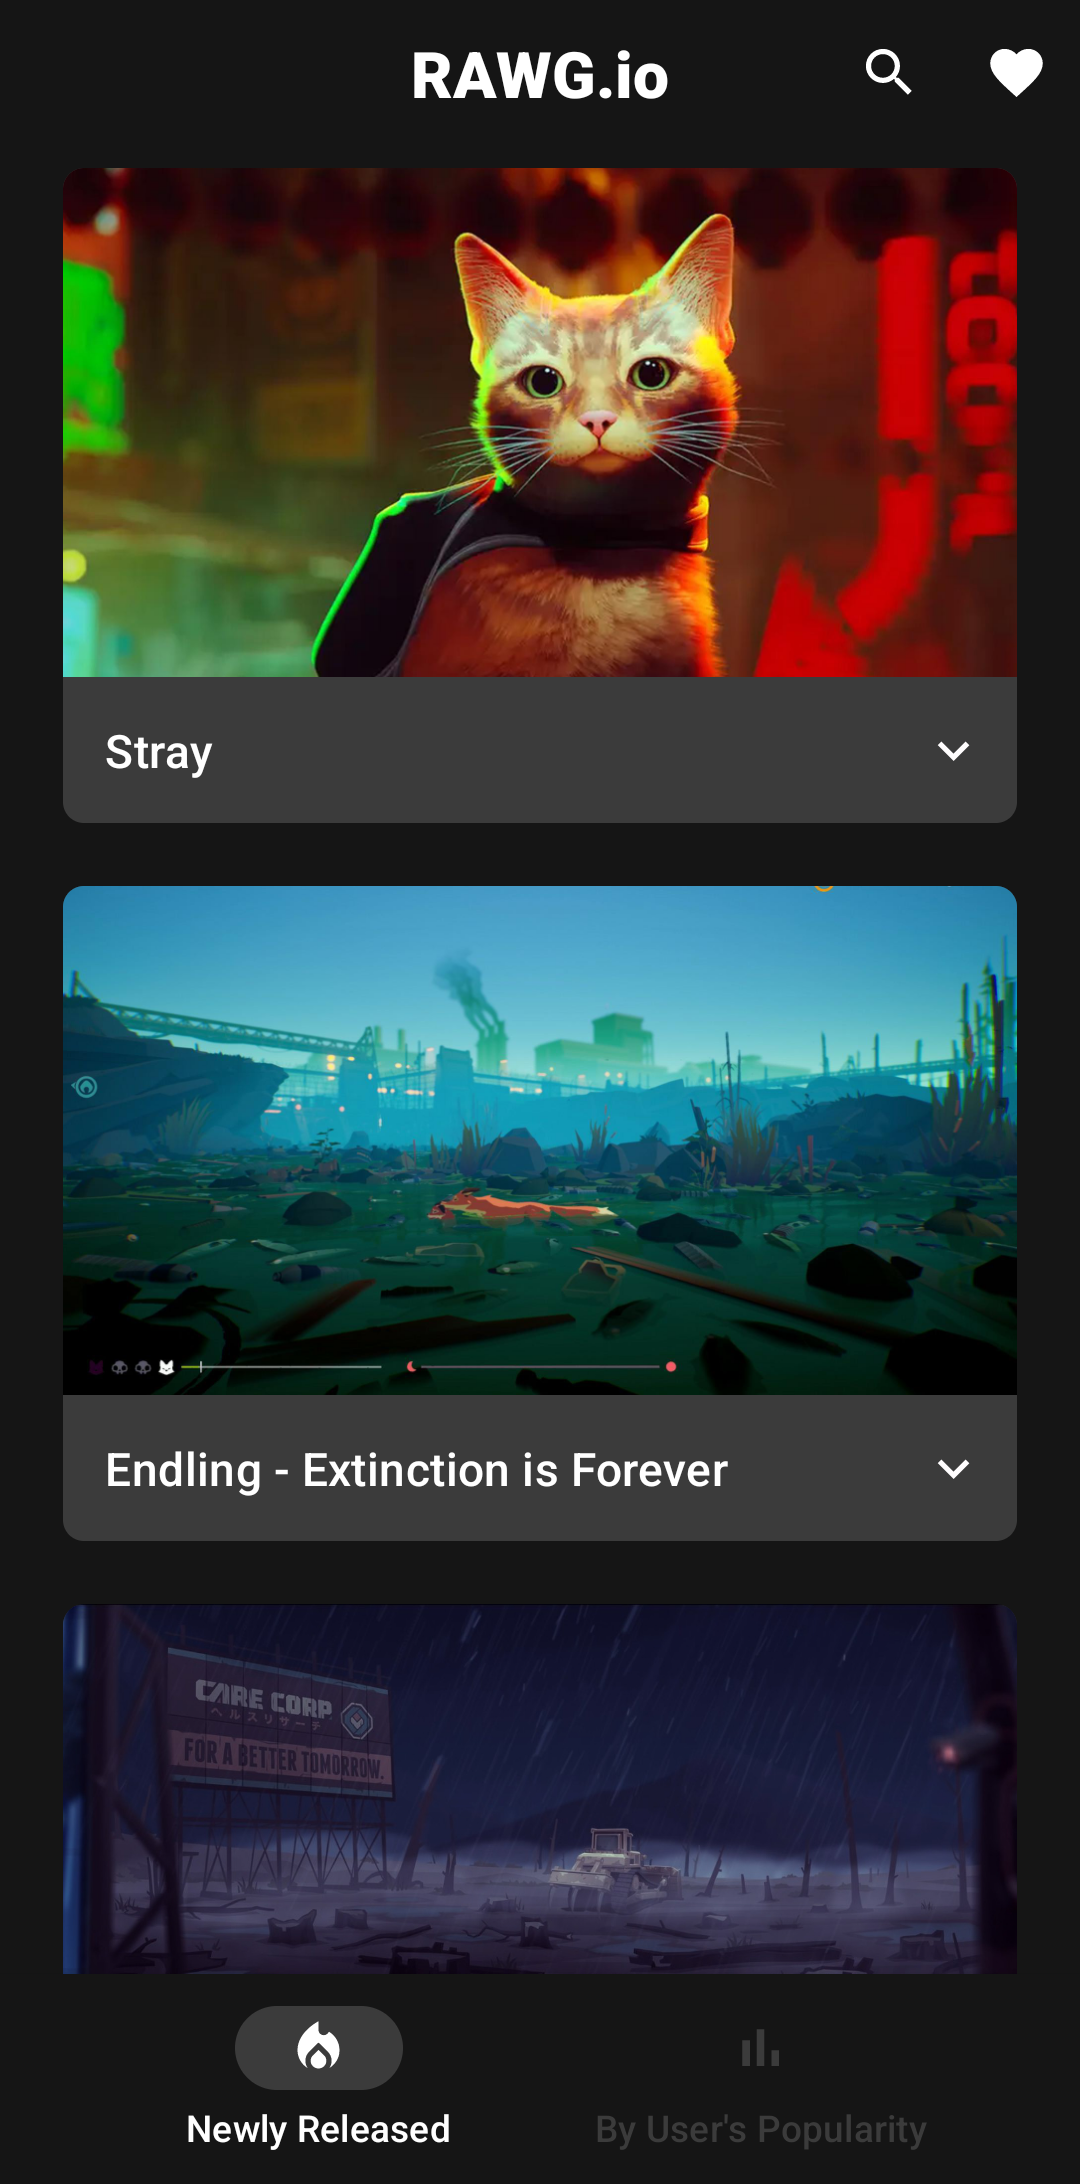 RAWG.io
Stray
Endling - Extinction is Forever
CARE CORP
ヘルスリサーチ
FOR A BETTER TOMORROW.
Newly Released
By User's Popularity